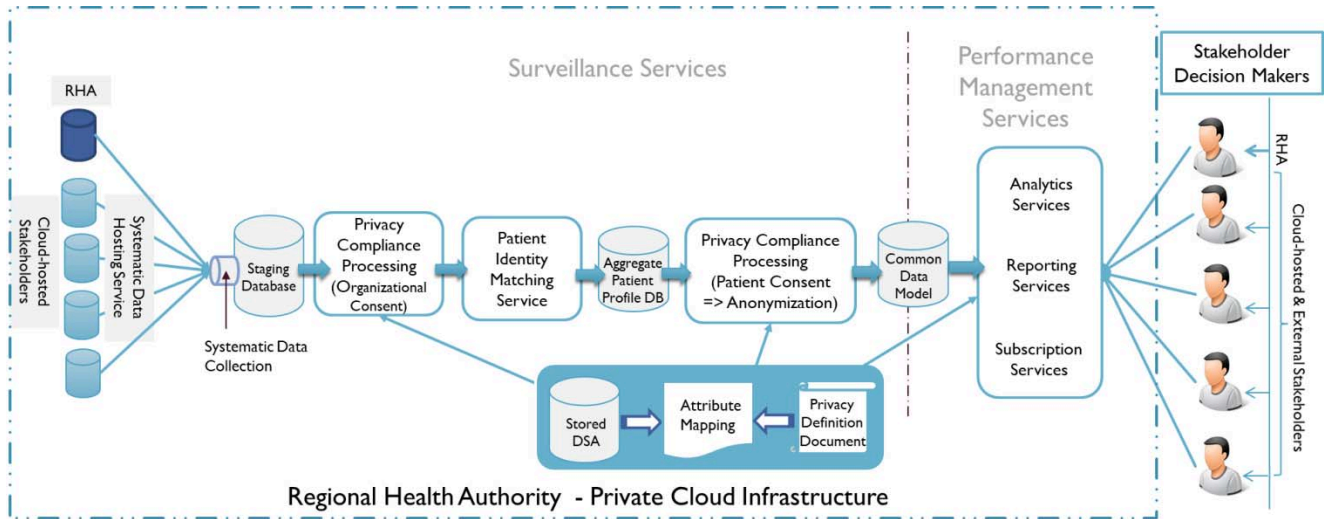 Surveillance Services
Performance
Management
Services
Stakeholder
Decision Makers
RHA
Cloud-hosted
Stakeholders
Systematic Data
Hosting Service
Systematic Data
Collection
Staging
Database
Privacy
Compliance
Processing
(Organizational
Consent)
Patient
Identity
Matching
Service
Aggregate
Patient
Profile DB
Privacy Compliance
Processing
(Patient Consent
=> Anonymization)
Common
Data
Model
Analytics
Services
Reporting
Services
Subscription
Services
RHA
Cloud-hosted & External Stakeholders
Stored
DSA
Attribute
Mapping
Privacy
Definition
Document
Regional Health Authority - Private Cloud Infrastructure